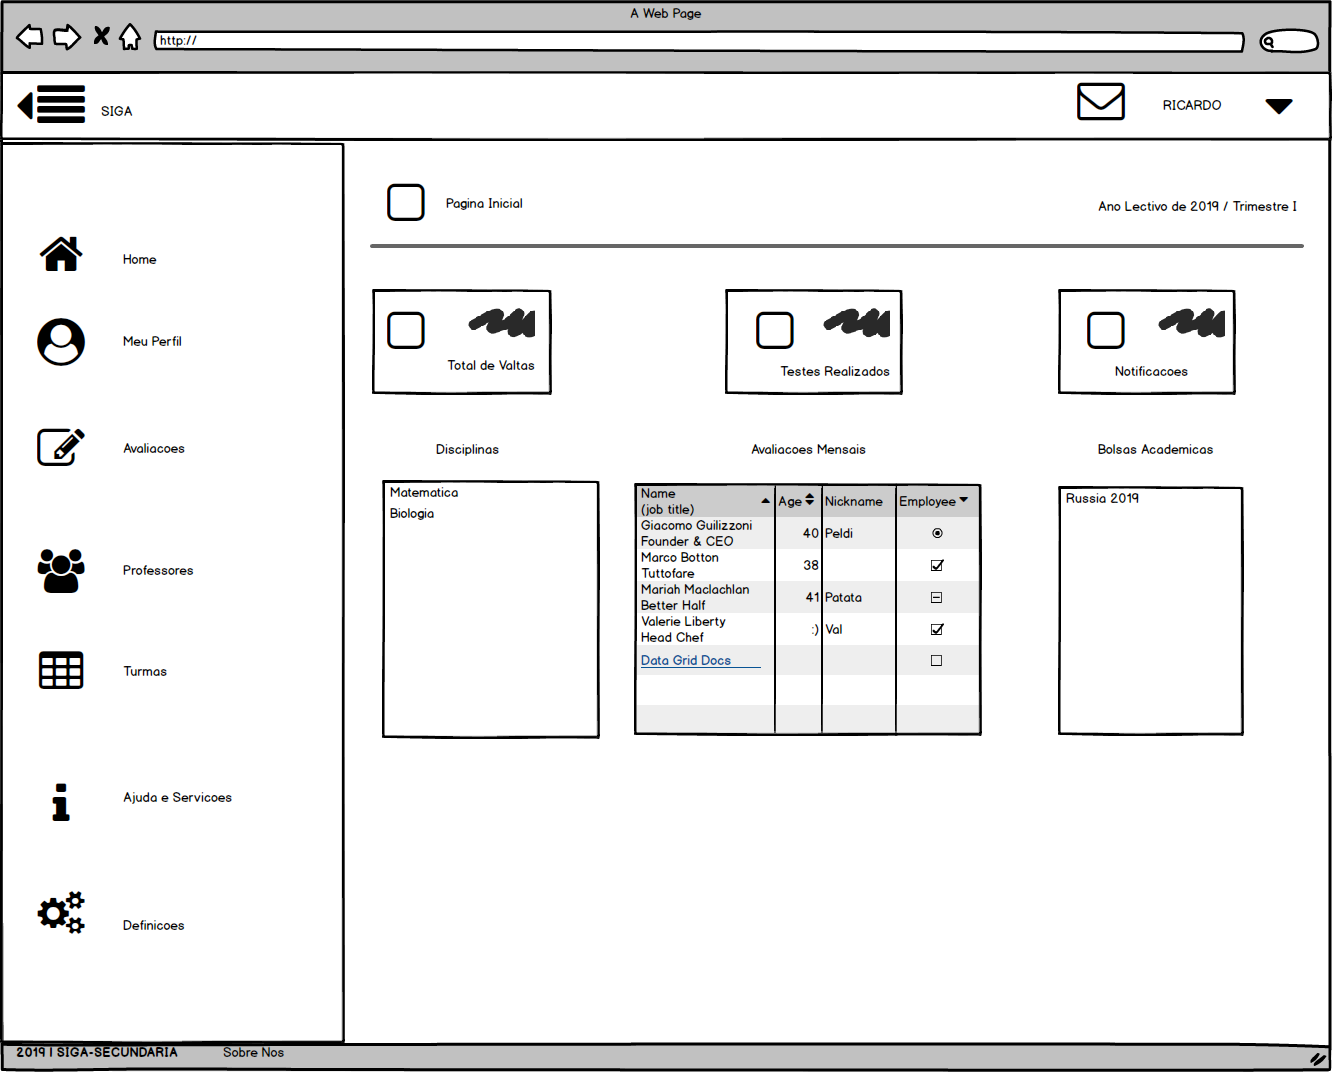 A Web Page
http://
SIGA
RICARDO
Pagina Inicial
Ano Lectivo de 2019 / Trimestre I
Home
Meu Perfil
Avaliacoes
Professores
Turmas
Ajuda e Servicoes
Definicoes
Total de Valtas
Testes Realizados
Notificacoes
Disciplinas
Matematica
Biologia
Avaliacoes Mensais
Name
(job title)
Age
Nickname
Employee
Giacomo Guilizzoni
Founder & CEO
40
Peldi
Marco Botton
Tuttofare
38
Mariah Maclachlan
Better Half
41
Patata
Valerie Liberty
Head Chef
:)
Val
Data Grid Docs
Bolsas Academicas
Russia 2019
2019 | SIGA-SECUNDARIA
Sobre Nos